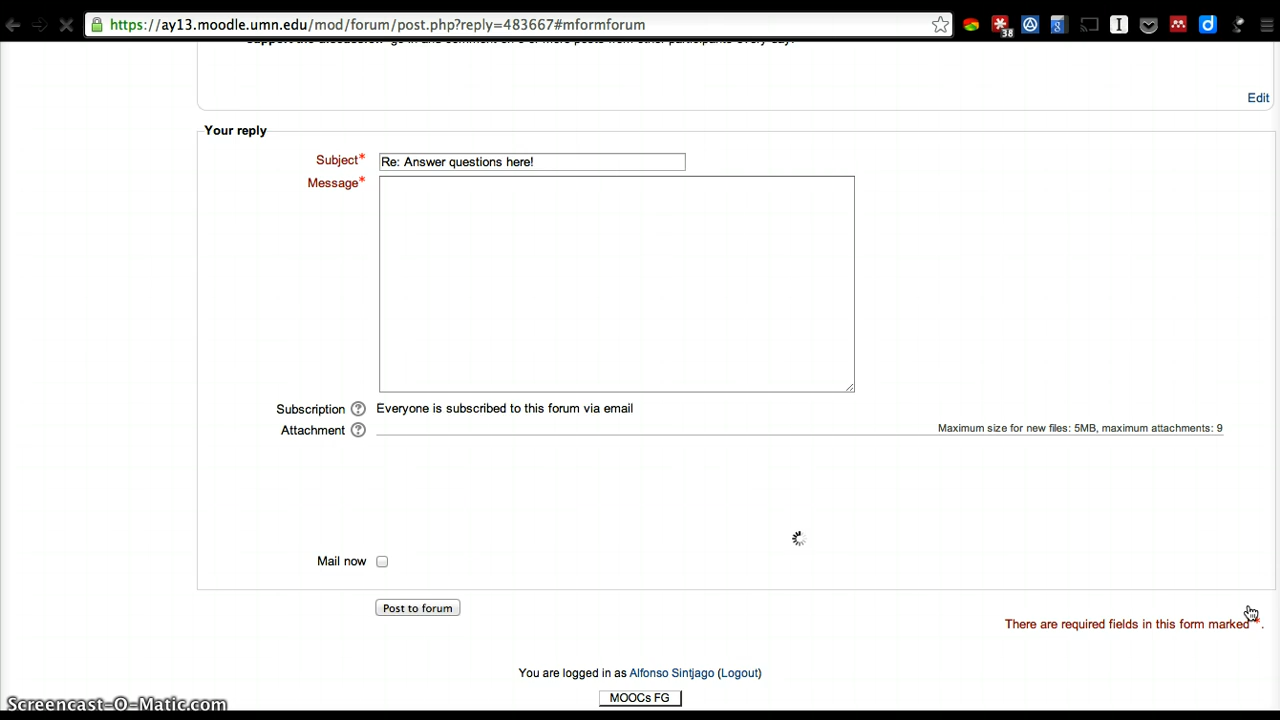 https://ay13.moodle.umn.edu/mod/forum/post.php?reply=483667#mformforum
38
Edit
Your reply
Subject*
Re: Answer questions here!
Message*
Subscription
Everyone is subscribed to this forum via email
Attachment
Maximum size for new files: 5MB, maximum attachments: 9
Mail now
Post to forum
There are required fields in this form marked*.
You are logged in as Alfonso Sintjago (Logout)
MOOCs FG
Screencast-O-Matic.com